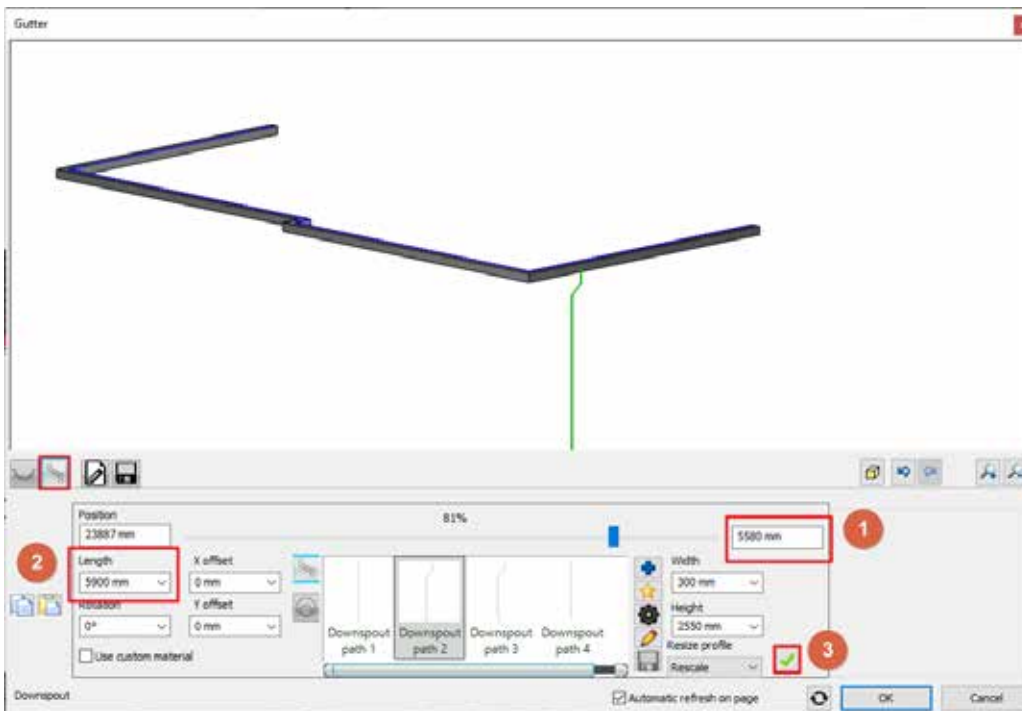 Gutter
Position
23887 mm
81%
5580 mm
1
2
Length
5900 mm
X offset
0 mm
Rotation
0°
Y offset
0 mm
Use custom material
Downspout path 1
Downspout path 2
Downspout path 3
Downspout path 4
Width
300 mm
Height
2550 mm
Resize profile
Rescale
3
Downspout
Automatic refresh on page
OK
Cancel